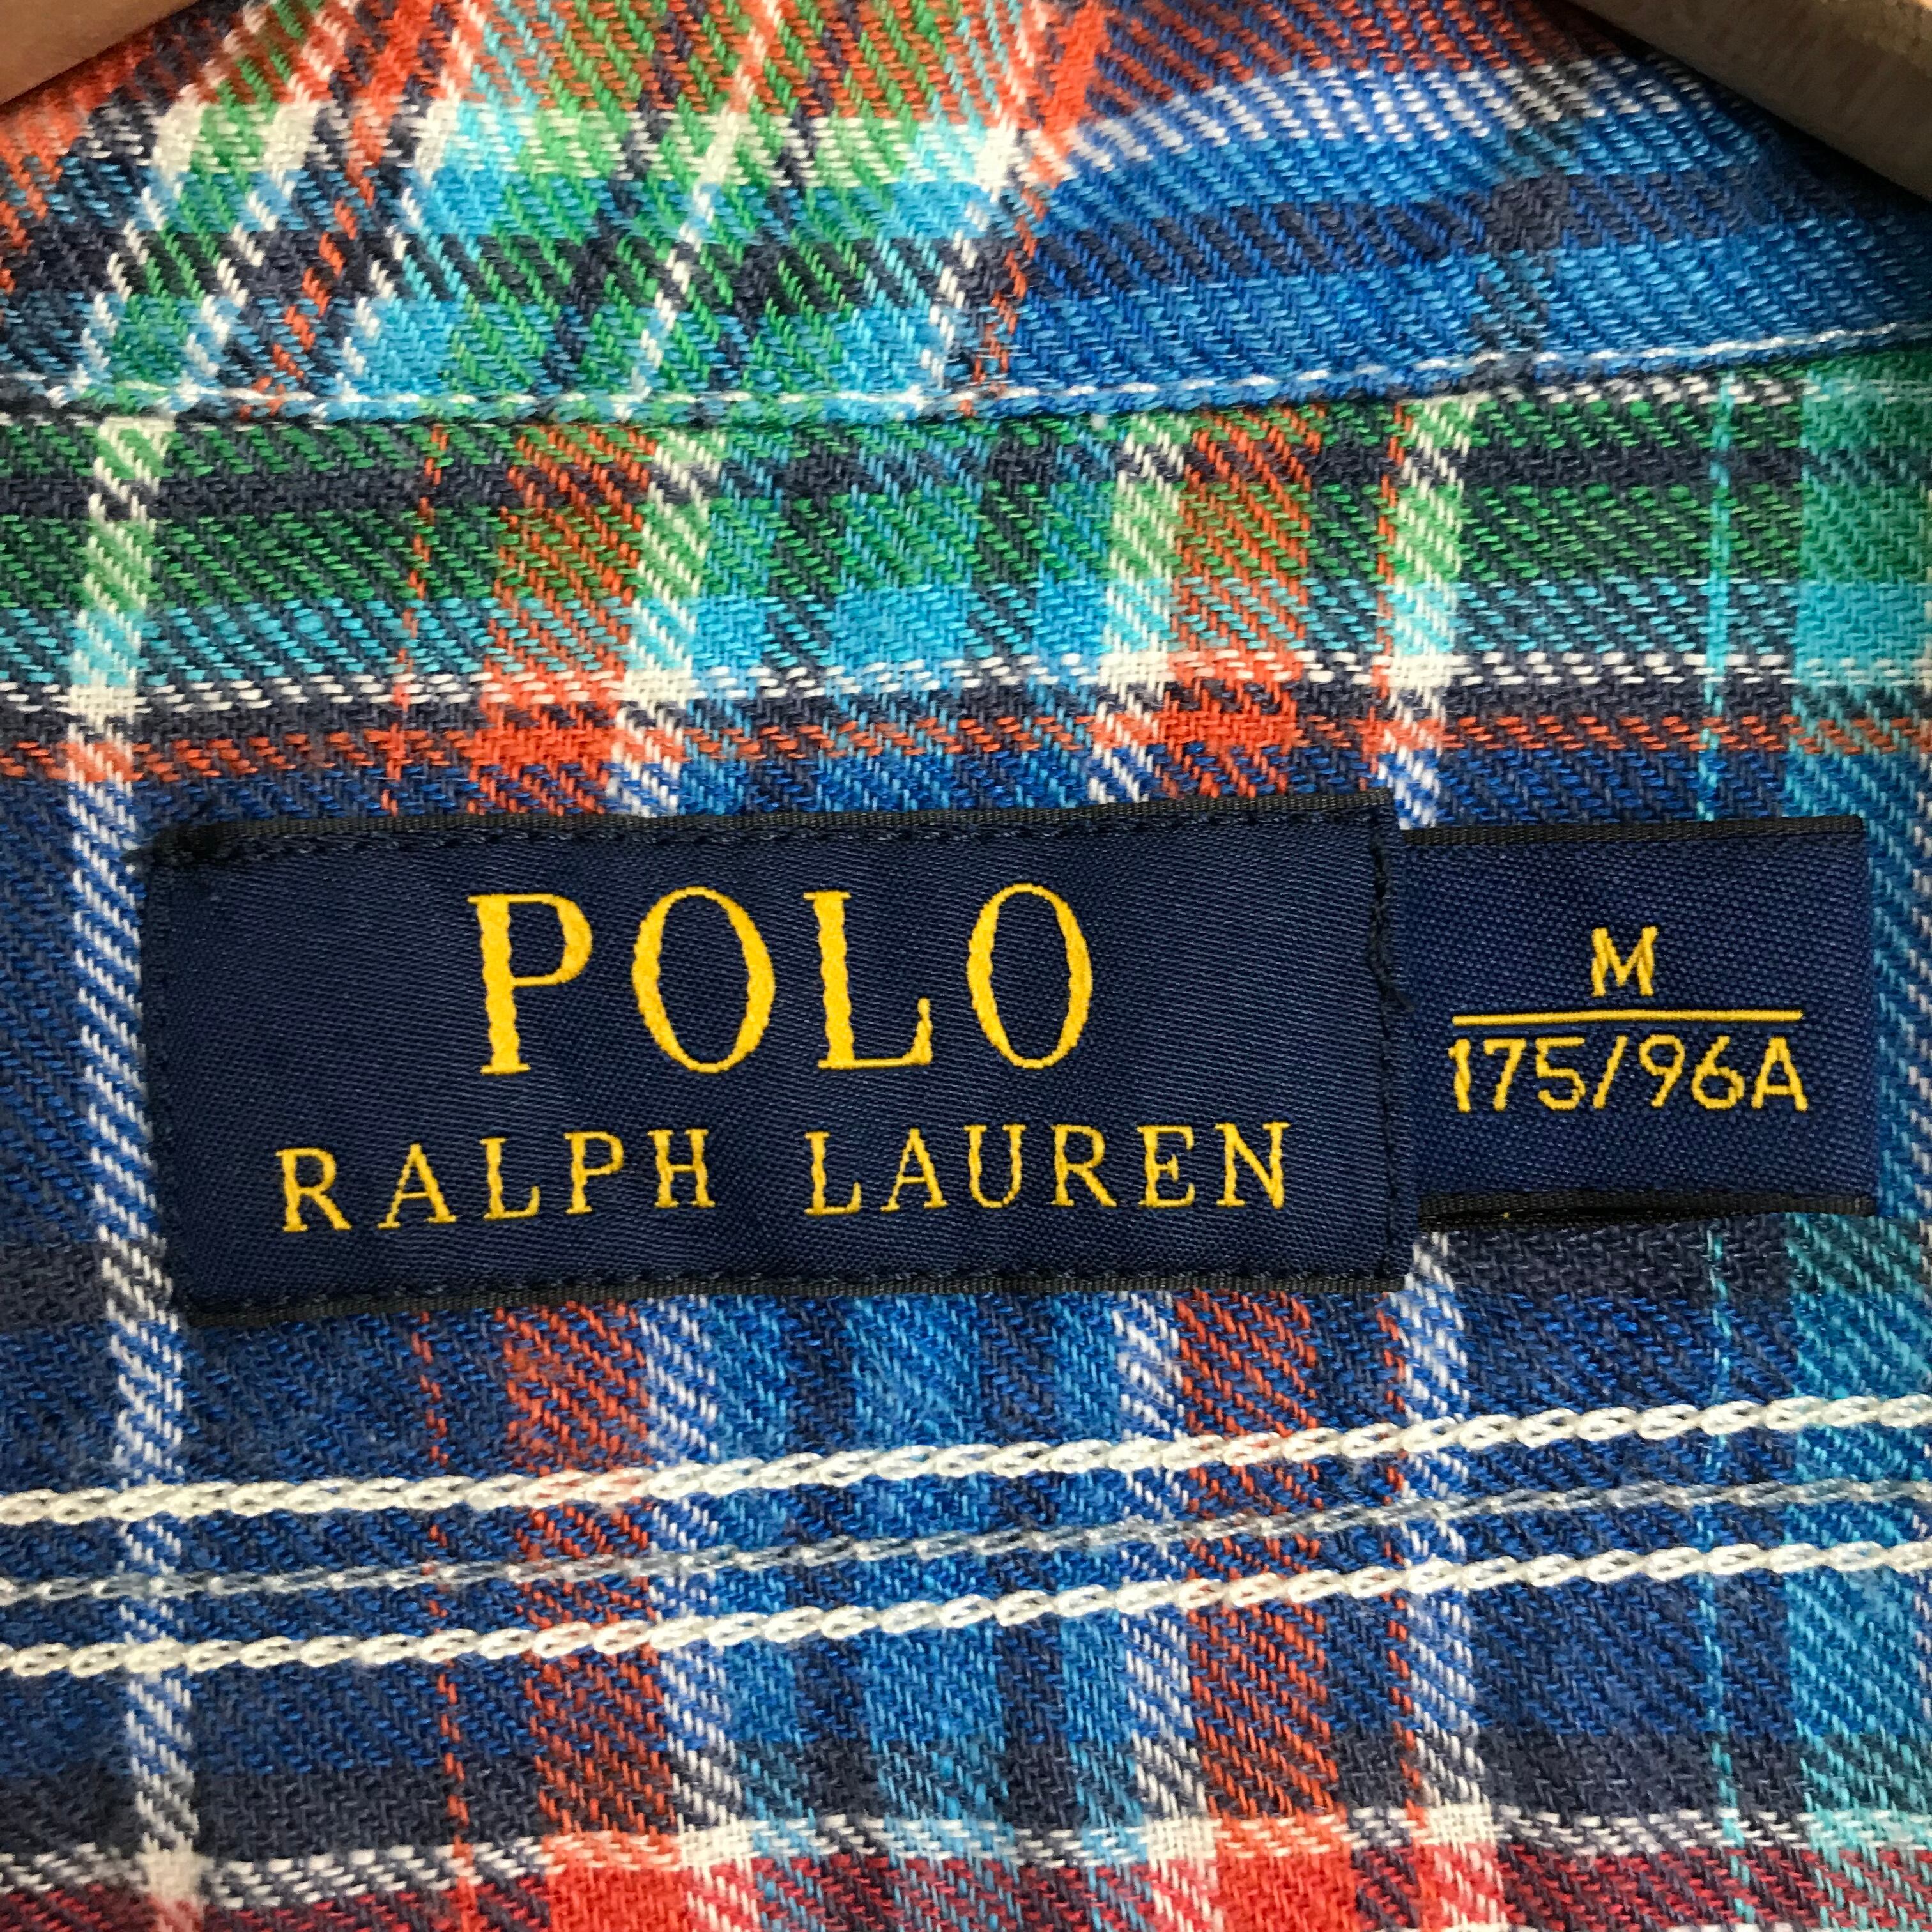 POLO
RALPH LAUREN
M
175/96A